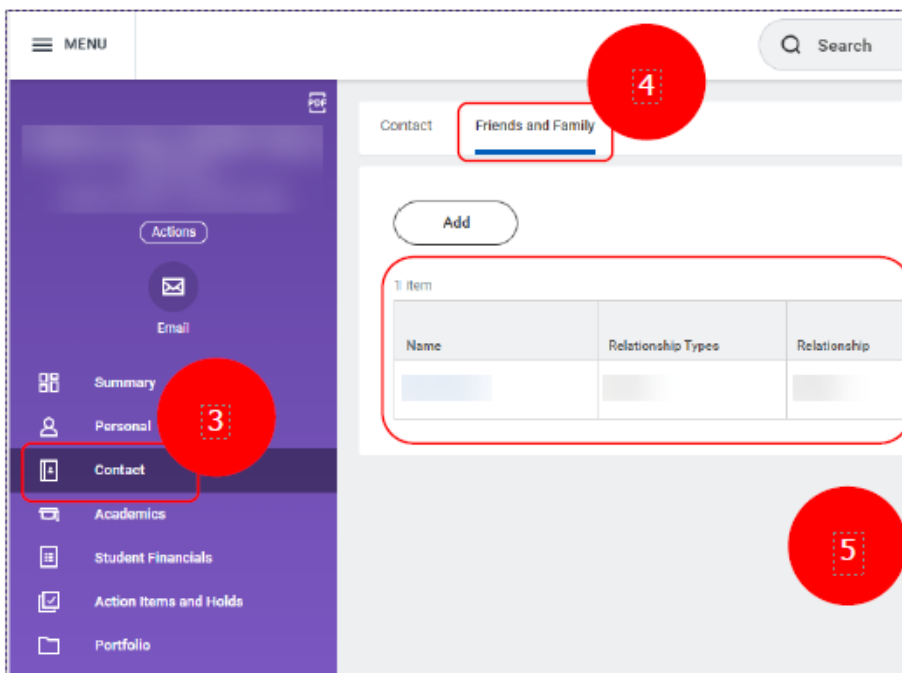 MENU
Search
4
PDF
Contact
Friends and Family
Actions
Add
Email
1 item
Name
Relationship Types
Relationship
Summary
3
Personal
Contact
Academics
Student Financials
5
Action Items and Holds
Portfolio